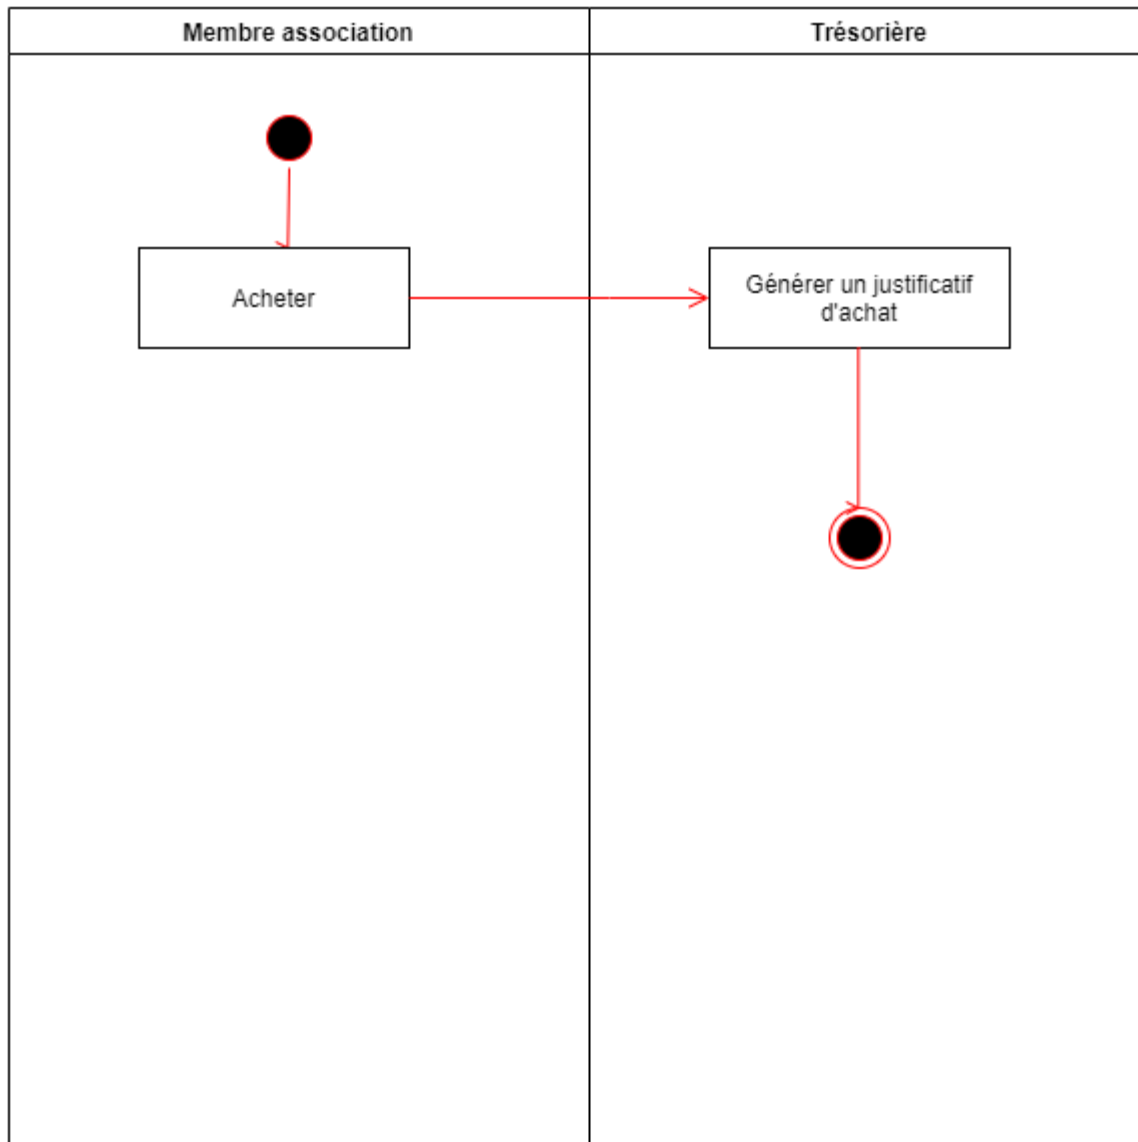 Membre association
Trésorière
Acheter
Générer un justificatif
d'achat